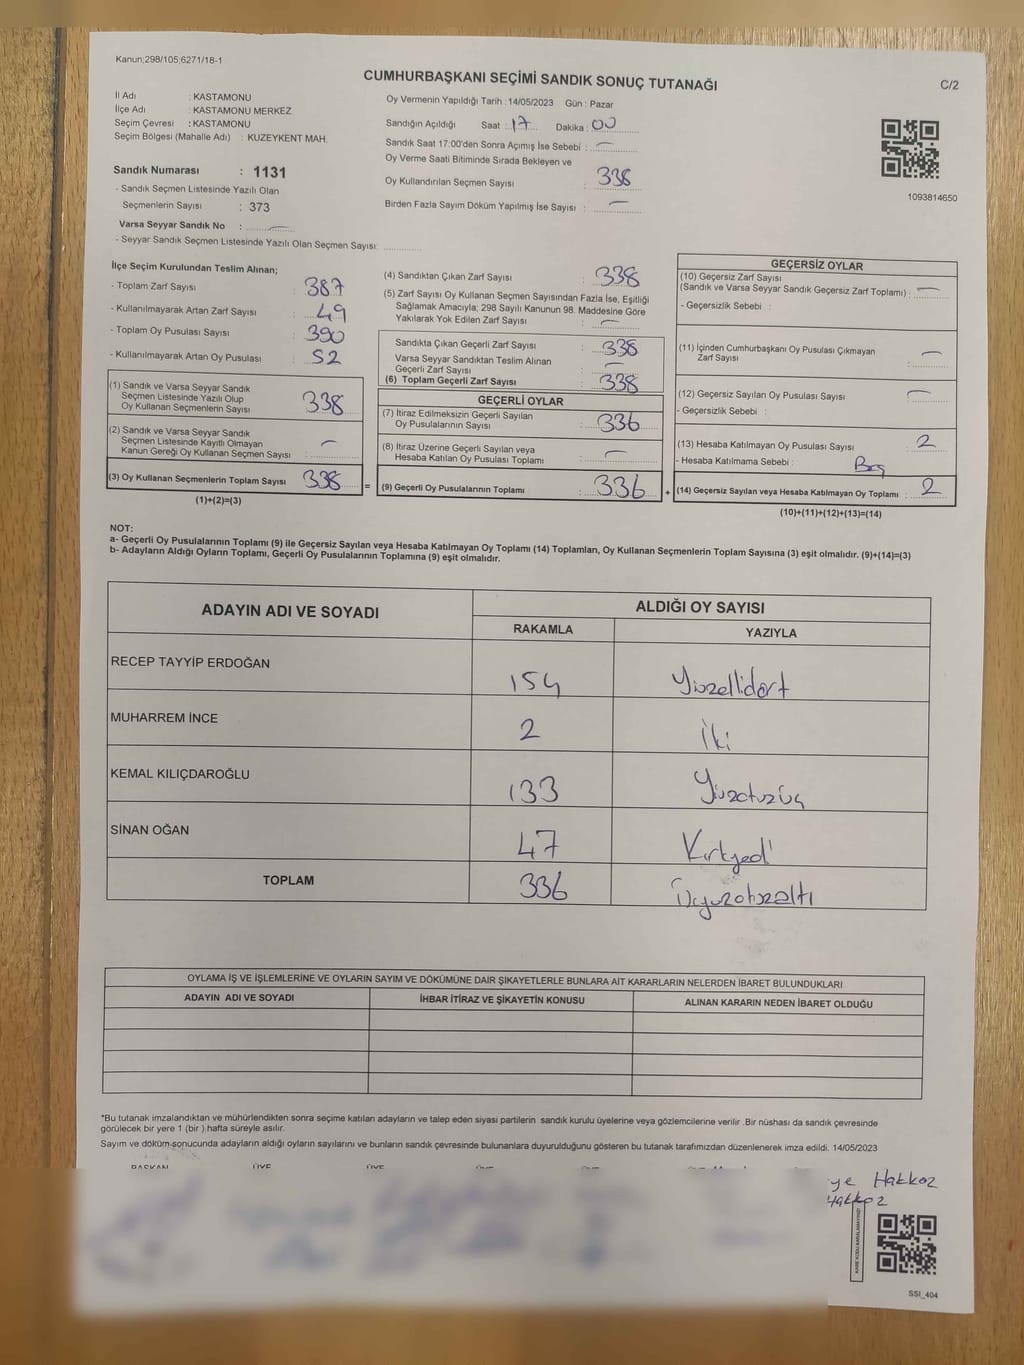 Kanun;298/105;6271/18-1
CUMHURBAŞKANI SEÇİMİ SANDIK SONUÇ TUTANAĞI
C/2
İl Adı : KASTAMONU
İlçe Adı : KASTAMONU MERKEZ
Seçim Çevresi : KASTAMONU
Seçim Bölgesi (Mahalle Adı) : KUZEYKENT MAH.
Sandık Numarası : 1131
- Sandık Seçmen Listesinde Yazılı Olan
Seçmenlerin Sayısı : 373
Varsa Seyyar Sandık No : —
- Seyyar Sandık Seçmen Listesinde Yazılı Olan Seçmen Sayısı:
Oy Vermenin Yapıldığı Tarih : 14/05/2023 Gün : Pazar
Sandığın Açıldığı Saat : 17 Dakika : 00
Sandık Saat 17:00'den Sonra Açımış İse Sebebi : —
Oy Verme Saati Bitiminde Sırada Bekleyen ve
Oy Kullandırılan Seçmen Sayısı : 338
Birden Fazla Sayım Döküm Yapılmış İse Sayısı : —
1093814650
İlçe Seçim Kurulundan Teslim Alınan;
- Toplam Zarf Sayısı : 387
- Kullanılmayarak Artan Zarf Sayısı : 49
- Toplam Oy Pusulası Sayısı : 390
- Kullanılmayarak Artan Oy Pusulası : 52
(1) Sandık ve Varsa Seyyar Sandık
Seçmen Listesinde Yazılı Olup
Oy Kullanan Seçmenlerin Sayısı : 338
(2) Sandık ve Varsa Seyyar Sandık
Seçmen Listesinde Kayıtlı Olmayan
Kanun Gereği Oy Kullanan Seçmen Sayısı : —
(3) Oy Kullanan Seçmenlerin Toplam Sayısı : 338
(1)+(2)=(3)
(4) Sandıktan Çıkan Zarf Sayısı : 338
(5) Zarf Sayısı Oy Kullanan Seçmen Sayısından Fazla İse, Eşitliği
Sağlamak Amacıyla; 298 Sayılı Kanunun 98. Maddesine Göre
Yakılarak Yok Edilen Zarf Sayısı : —
Sandıkta Çıkan Geçerli Zarf Sayısı : 338
Varsa Seyyar Sandıktan Teslim Alınan
Geçerli Zarf Sayısı : —
(6) Toplam Geçerli Zarf Sayısı : 338
GEÇERLİ OYLAR
(7) İtiraz Edilmeksizin Geçerli Sayılan
Oy Pusulalarının Sayısı : 336
(8) İtiraz Üzerine Geçerli Sayılan veya
Hesaba Katılan Oy Pusulası Toplamı : —
= (9) Geçerli Oy Pusulalarının Toplamı : 336
GEÇERSİZ OYLAR
(10) Geçersiz Zarf Sayısı
(Sandık ve Varsa Seyyar Sandık Geçersiz Zarf Toplamı) : —
- Geçersizlik Sebebi :
(11) İçinden Cumhurbaşkanı Oy Pusulası Çıkmayan
Zarf Sayısı : —
(12) Geçersiz Sayılan Oy Pusulası Sayısı : —
- Geçersizlik Sebebi :
(13) Hesaba Katılmayan Oy Pusulası Sayısı : 2
- Hesaba Katılmama Sebebi : Boş
+ (14) Geçersiz Sayılan veya Hesaba Katılmayan Oy Toplamı : 2
(10)+(11)+(12)+(13)=(14)
NOT:
a- Geçerli Oy Pusulalarının Toplamı (9) ile Geçersiz Sayılan veya Hesaba Katılmayan Oy Toplamı (14) Toplamları, Oy Kullanan Seçmenlerin Toplam Sayısına (3) eşit olmalıdır. (9)+(14)=(3)
b- Adayların Aldığı Oyların Toplamı, Geçerli Oy Pusulalarının Toplamına (9) eşit olmalıdır.
ADAYIN ADI VE SOYADI
ALDIĞI OY SAYISI
RAKAMLA YAZIYLA
RECEP TAYYİP ERDOĞAN 154 Yüzellidört
MUHARREM İNCE 2 İki
KEMAL KILIÇDAROĞLU 133 Yüzotuzüç
SİNAN OĞAN 47 Kırkyedi
TOPLAM 336 Üçyüzotuzaltı
OYLAMA İŞ VE İŞLEMLERİNE VE OYLARIN SAYIM VE DÖKÜMÜNE DAİR ŞİKAYETLERLE BUNLARA AİT KARARLARIN NELERDEN İBARET BULUNDUKLARI
ADAYIN ADI VE SOYADI İHBAR İTİRAZ VE ŞİKAYETİN KONUSU ALINAN KARARIN NEDEN İBARET OLDUĞU
*Bu tutanak imzalandıktan ve mühürlendikten sonra seçime katılan adayların ve talep eden siyasi partilerin sandık kurulu üyelerine veya gözlemcilerine verilir .Bir nüshası da sandık çevresinde
görülecek bir yere 1 (bir ) hafta süreyle asılır.
Sayım ve döküm sonucunda adayların aldığı oyların sayılarını ve bunların sandık çevresinde bulunanlara duyurulduğunu gösteren bu tutanak tarafımızdan düzenlenerek imza edildi. 14/05/2023
BAŞKAN ÜYE ÜYE
ye Hakkoz
Hakkoz
SSI_404